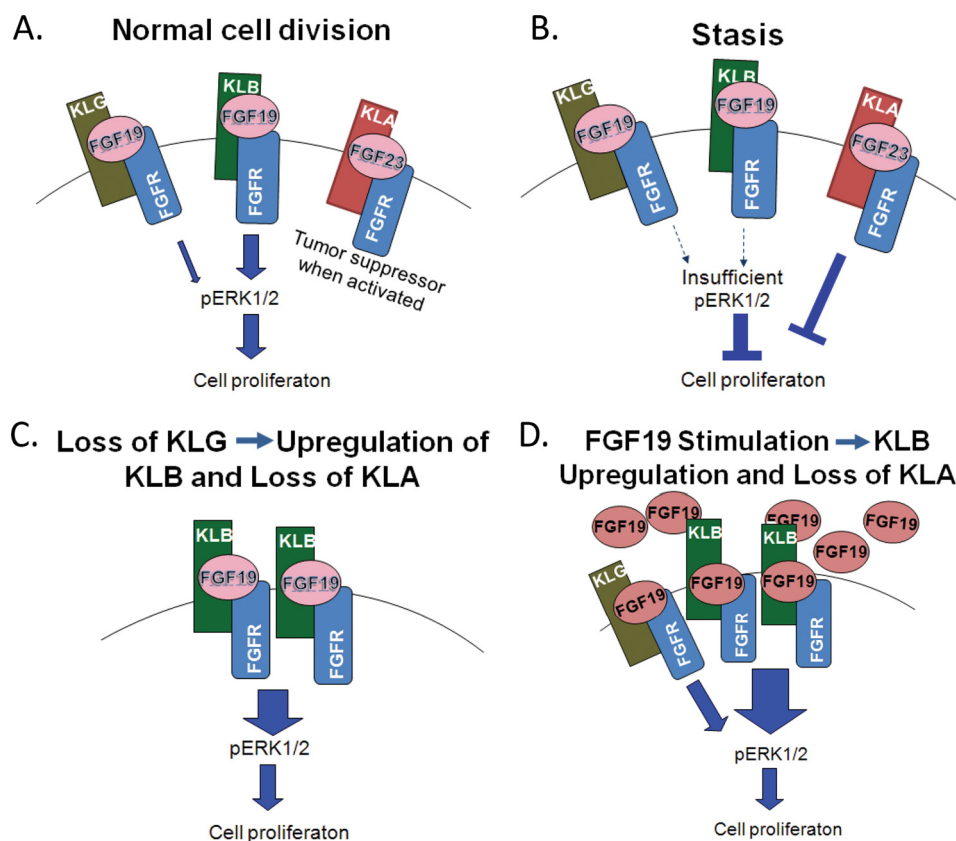 A.
Normal cell division
KLG
FGF19
FGFR
KLB
FGF19
FGFR
KLA
FGF23
FGFR
Tumor suppressor
when activated
pERK1/2
Cell proliferaton
B.
Stasis
KLG
FGF19
FGFR
KLB
FGF19
FGFR
KLA
FGF23
FGFR
Insufficient
pERK1/2
Cell proliferaton
C.
Loss of KLG → Upregulation of
KLB and Loss of KLA
KLB
FGF19
FGFR
KLB
FGF19
FGFR
pERK1/2
Cell proliferaton
D.
FGF19 Stimulation → KLB
Upregulation and Loss of KLA
FGF19
FGF19
FGF19
FGF19
FGF19
KLG
FGF19
FGFR
KLB
FGF19
FGFR
KLB
FGF19
FGFR
pERK1/2
Cell proliferaton